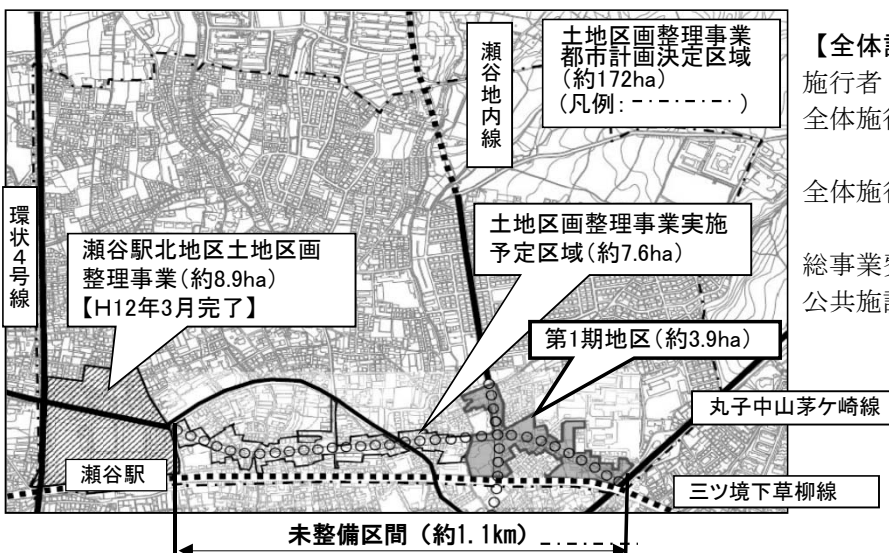 瀬谷地内線
土地区画整理事業
都市計画決定区域
(約172ha)
(凡例: )
【全体
施行者
全体施行
全体施行
総事業
公共施設
環状4号線
瀬谷駅北地区土地区画
整理事業(約8.9ha)
【H12年3月完了】
土地区画整理事業実施
予定区域(約7.6ha)
第1期地区(約3.9ha)
丸子中山茅ケ崎線
瀬谷駅
三ツ境下草柳線
未整備区間(約1.1km)